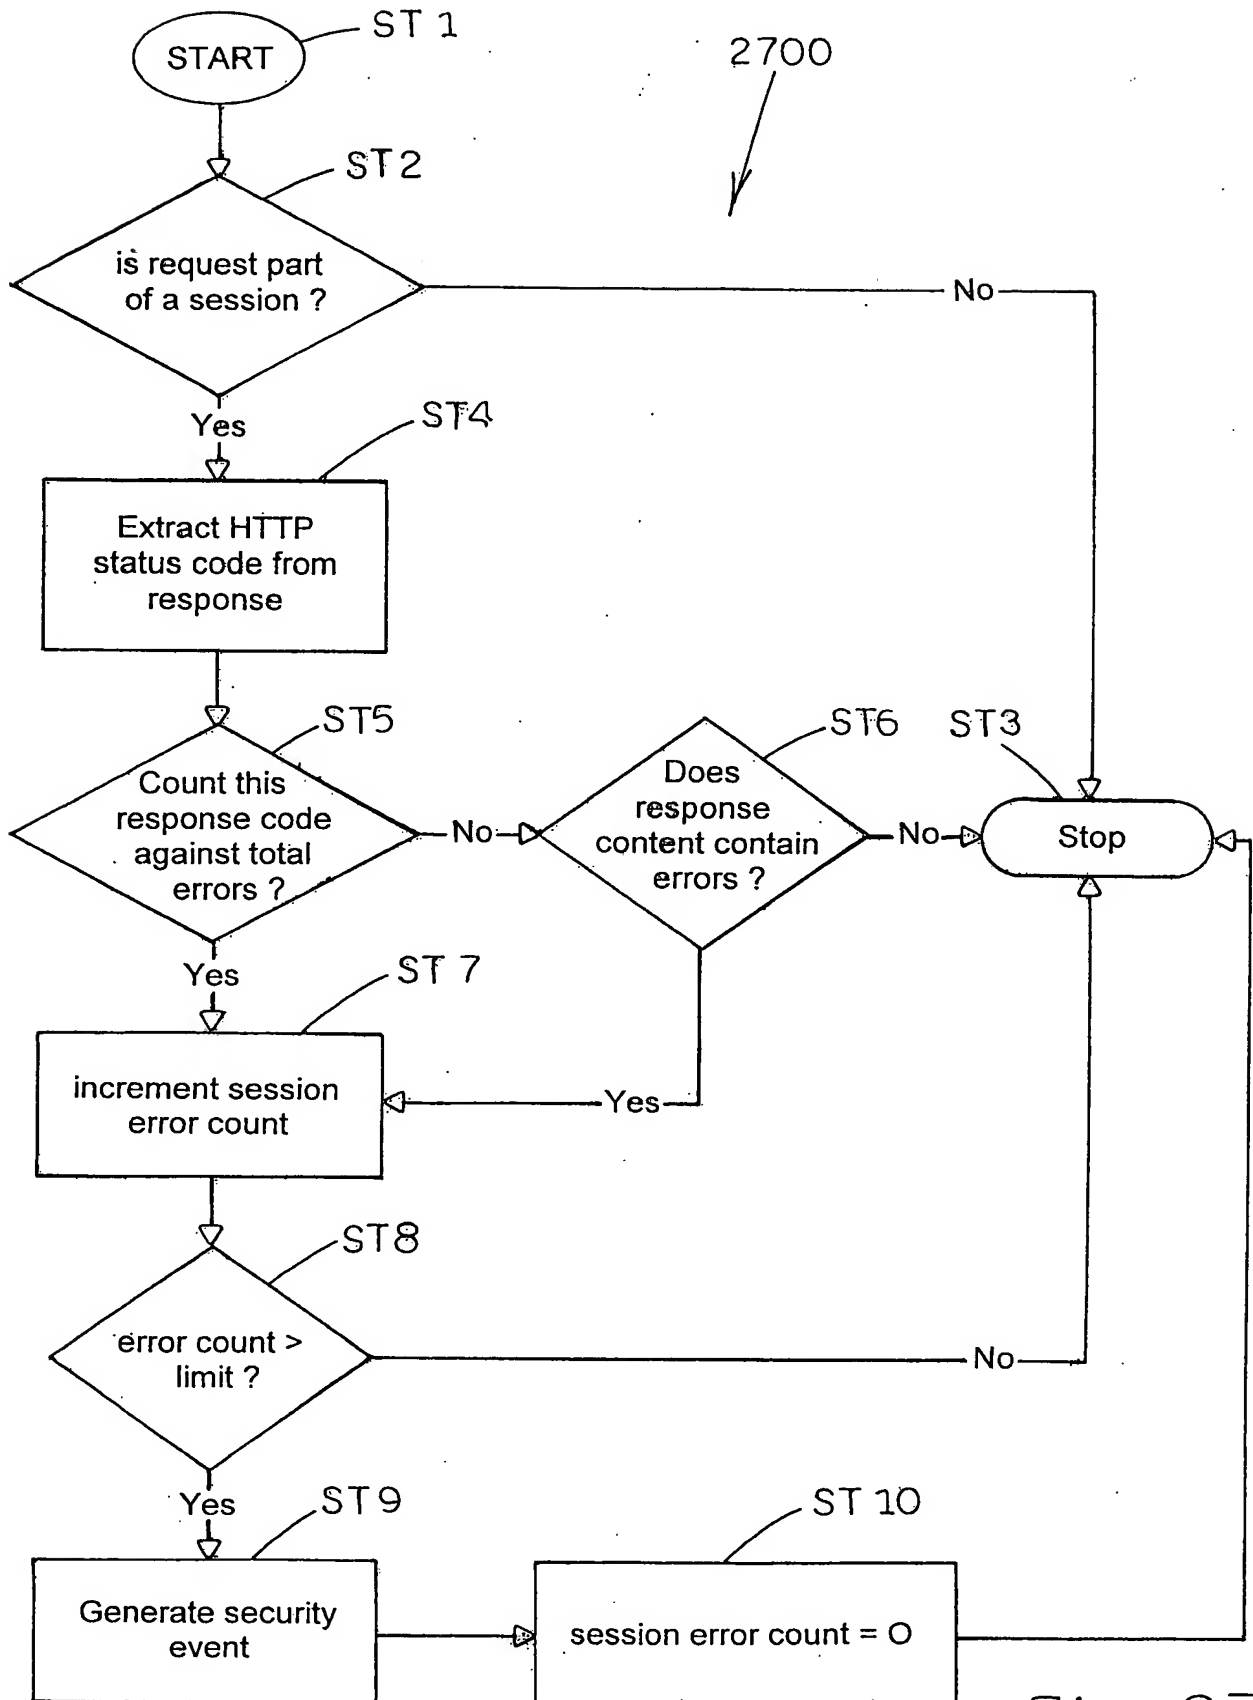 START
ST 1
2700
ST2
is request part
of a session ?
No
Yes
ST4
Extract HTTP
status code from
response
ST5
ST6
ST3
Count this
response code
against total
errors ?
No
Does
response
content contain
errors ?
No
Stop
Yes
ST 7
increment session
error count
Yes
ST8
error count >
limit ?
No
Yes
ST9
ST 10
Generate security
event
session error count = O